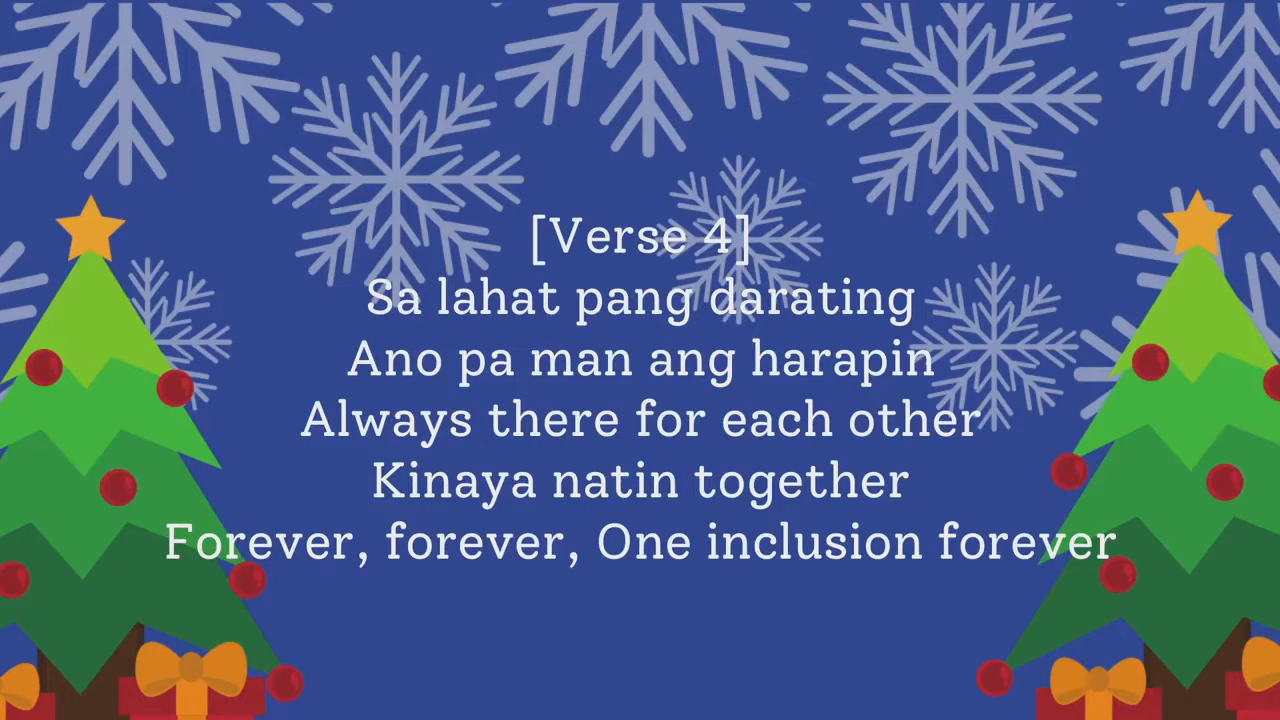 [Verse 4]
Sa lahat pang darating
Ano pa man ang harapin
Always there for each other
Kinaya natin together
Forever, forever, One inclusion forever